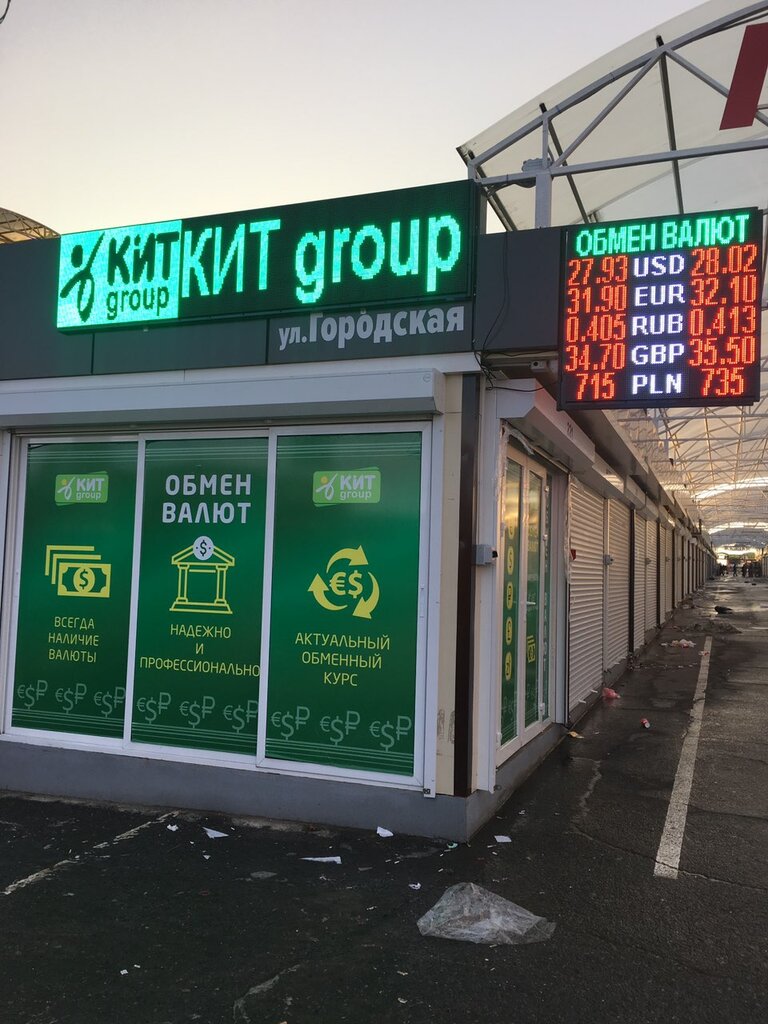 КИТ
group
КИТ group
ул.Городская
ОБМЕН ВАЛЮТ
27.93 USD 28.02
31.90 EUR 32.10
0.405 RUB 0.413
34.70 GBP 35.50
715 PLN 735
КИТ
group
$
ВСЕГДА
НАЛИЧИЕ
ВАЛЮТЫ
€$₽ €$₽ €$₽
ОБМЕН
ВАЛЮТ
$
НАДЕЖНО
И
ПРОФЕССИОНАЛЬНО
€$₽ €$₽ €$₽
КИТ
group
€$
АКТУАЛЬНЫЙ
ОБМЕННЫЙ
КУРС
€$₽ €$₽ €$₽